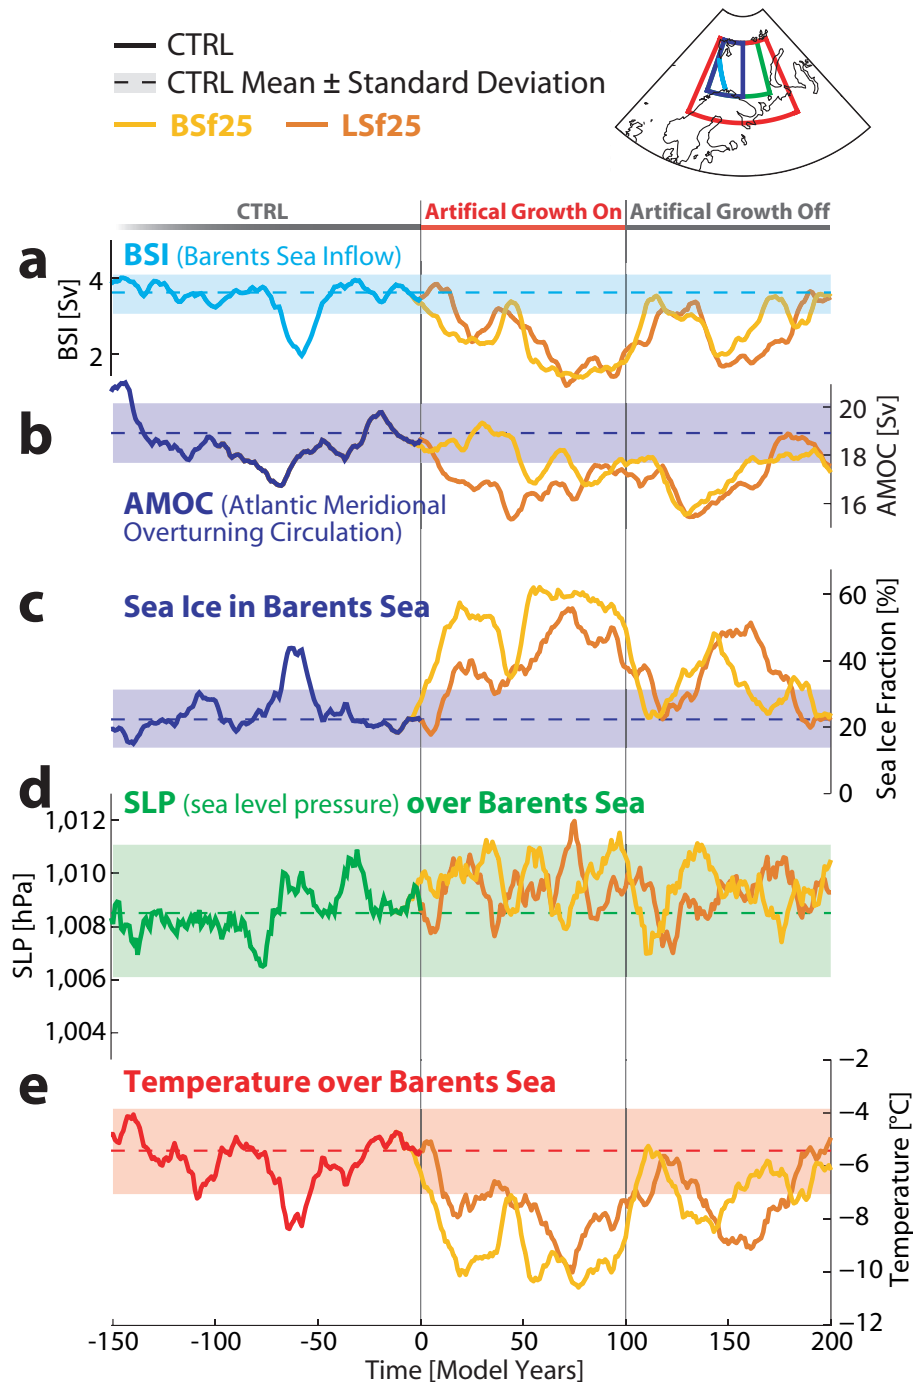 CTRL
CTRL Mean ± Standard Deviation
BSf25 LSf25
CTRL Artifical Growth On Artifical Growth Off
a
BSI (Barents Sea Inflow)
BSI [Sv]
4
2
b
AMOC (Atlantic Meridional
Overturning Circulation)
AMOC [Sv]
20
18
16
c
Sea Ice in Barents Sea
Sea Ice Fraction [%]
60
40
20
0
d
SLP (sea level pressure) over Barents Sea
SLP [hPa]
1,012
1,010
1,008
1,006
1,004
e
Temperature over Barents Sea
Temperature [°C]
−2
−4
−6
−8
−10
−12
-150 -100 -50 0 50 100 150 200
Time [Model Years]